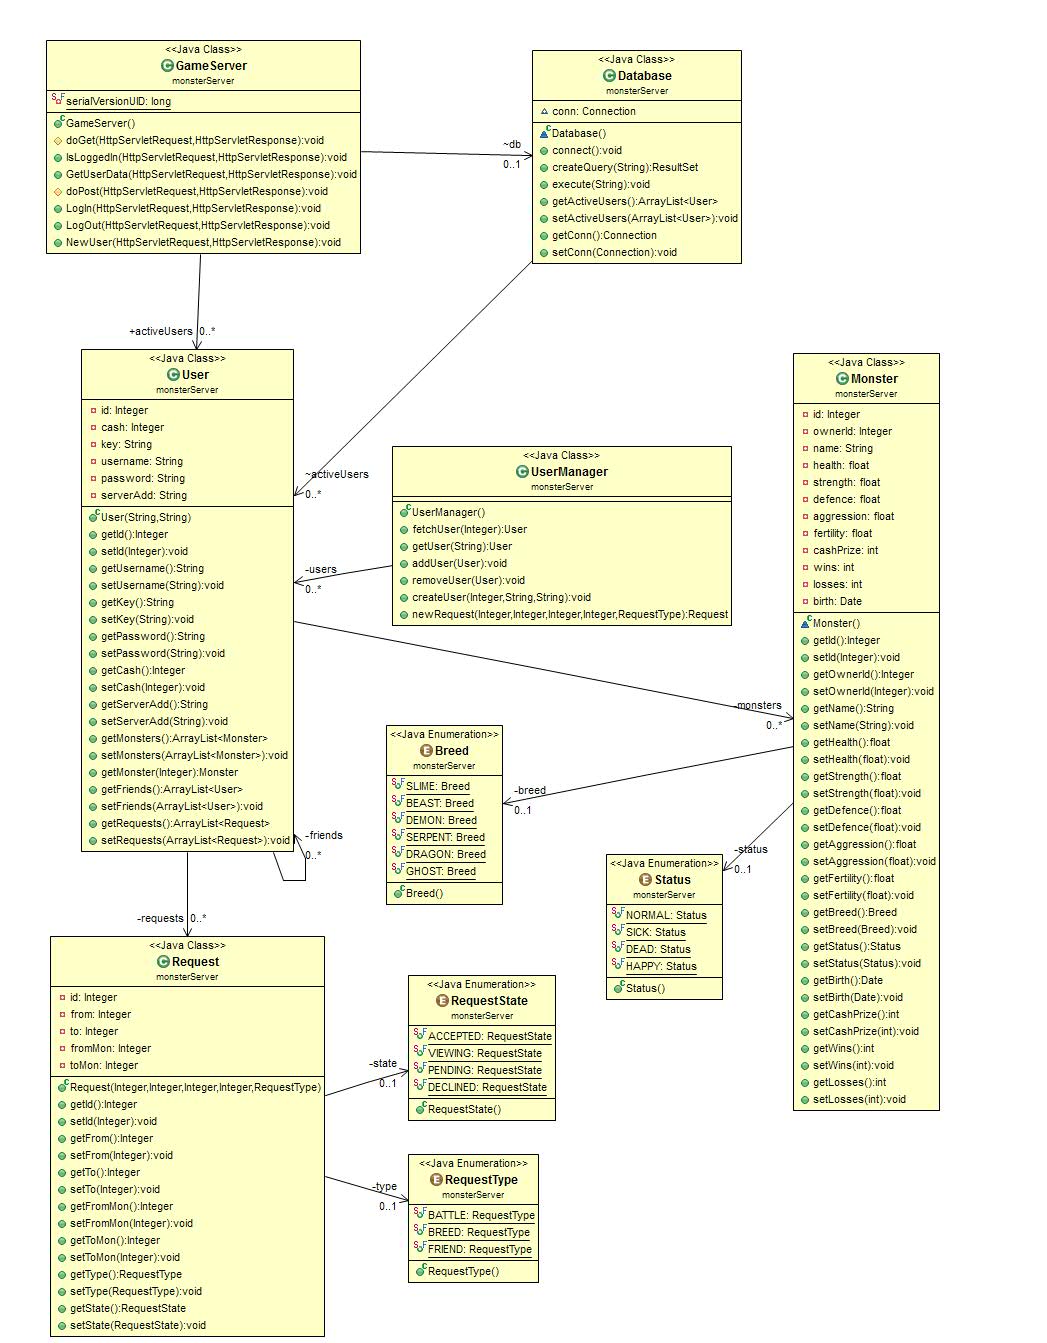 <<Java Class>>
GameServer
monsterServer
serialVersionUID: long
GameServer()
doGet(HttpServletRequest,HttpServletResponse):void
IsLoggedIn(HttpServletRequest,HttpServletResponse):void
GetUserData(HttpServletRequest,HttpServletResponse):void
doPost(HttpServletRequest,HttpServletResponse):void
LogIn(HttpServletRequest,HttpServletResponse):void
LogOut(HttpServletRequest,HttpServletResponse):void
NewUser(HttpServletRequest,HttpServletResponse):void
~db
0..1
<<Java Class>>
Database
monsterServer
conn: Connection
Database()
connect():void
createQuery(String):ResultSet
execute(String):void
getActiveUsers():ArrayList<User>
setActiveUsers(ArrayList<User>):void
getConn():Connection
setConn(Connection):void
+activeUsers 0..*
<<Java Class>>
User
monsterServer
id: Integer
cash: Integer
key: String
username: String
password: String
serverAdd: String
User(String,String)
getId():Integer
setId(Integer):void
getUsername():String
setUsername(String):void
getKey():String
setKey(String):void
getPassword():String
setPassword(String):void
getCash():Integer
setCash(Integer):void
getServerAdd():String
setServerAdd(String):void
getMonsters():ArrayList<Monster>
setMonsters(ArrayList<Monster>):void
getMonster(Integer):Monster
getFriends():ArrayList<User>
setFriends(ArrayList<User>):void
getRequests():ArrayList<Request>
setRequests(ArrayList<Request>):void
~activeUsers
0..*
-users
0..*
<<Java Class>>
UserManager
monsterServer
UserManager()
fetchUser(Integer):User
getUser(String):User
addUser(User):void
removeUser(User):void
createUser(Integer,String,String):void
newRequest(Integer,Integer,Integer,Integer,RequestType):Request
-monsters
0..*
<<Java Class>>
Monster
monsterServer
id: Integer
ownerId: Integer
name: String
health: float
strength: float
defence: float
aggression: float
fertility: float
cashPrize: int
wins: int
losses: int
birth: Date
Monster()
getId():Integer
setId(Integer):void
getOwnerId():Integer
setOwnerId(Integer):void
getName():String
setName(String):void
getHealth():float
setHealth(float):void
getStrength():float
setStrength(float):void
getDefence():float
setDefence(float):void
getAggression():float
setAggression(float):void
getFertility():float
setFertility(float):void
getBreed():Breed
setBreed(Breed):void
getStatus():Status
setStatus(Status):void
getBirth():Date
setBirth(Date):void
getCashPrize():int
setCashPrize(int):void
getWins():int
setWins(int):void
getLosses():int
setLosses(int):void
<<Java Enumeration>>
Breed
monsterServer
SLIME: Breed
BEAST: Breed
DEMON: Breed
SERPENT: Breed
DRAGON: Breed
GHOST: Breed
Breed()
-breed
0..1
-status
0..1
<<Java Enumeration>>
Status
monsterServer
NORMAL: Status
SICK: Status
DEAD: Status
HAPPY: Status
Status()
-friends
0..*
-requests 0..*
<<Java Class>>
Request
monsterServer
id: Integer
from: Integer
to: Integer
fromMon: Integer
toMon: Integer
Request(Integer,Integer,Integer,Integer,RequestType)
getId():Integer
setId(Integer):void
getFrom():Integer
setFrom(Integer):void
getTo():Integer
setTo(Integer):void
getFromMon():Integer
setFromMon(Integer):void
getToMon():Integer
setToMon(Integer):void
getType():RequestType
setType(RequestType):void
getState():RequestState
setState(RequestState):void
-state
0..1
<<Java Enumeration>>
RequestState
monsterServer
ACCEPTED: RequestState
VIEWING: RequestState
PENDING: RequestState
DECLINED: RequestState
RequestState()
-type
0..1
<<Java Enumeration>>
RequestType
monsterServer
BATTLE: RequestType
BREED: RequestType
FRIEND: RequestType
RequestType()